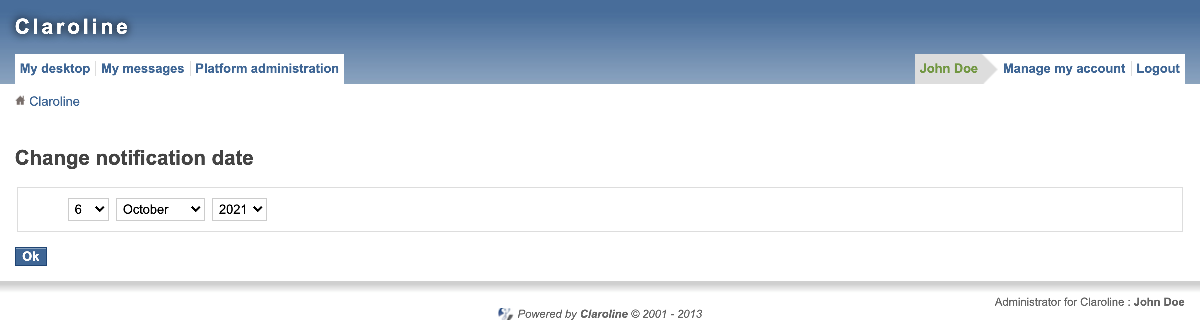 Claroline
My desktop My messages Platform administration John Doe Manage my account Logout
Claroline
Change notification date
6 October 2021
Ok
Administrator for Claroline : John Doe
Powered by Claroline © 2001 - 2013